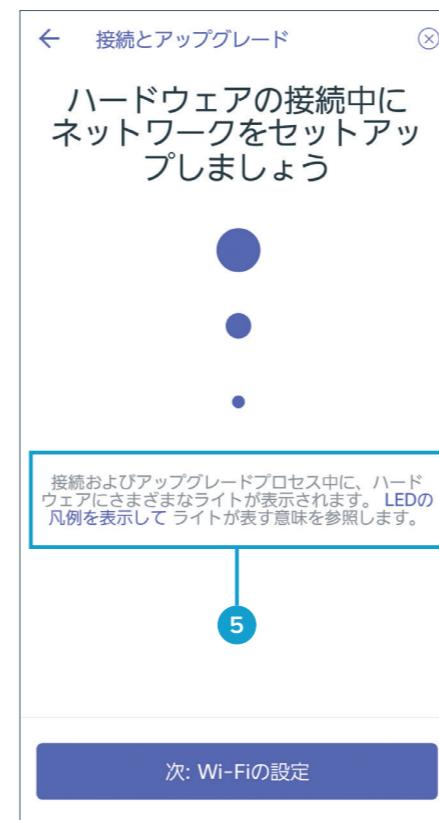 接続とアップグレード
ハードウェアの接続中に
ネットワークをセットアッ
プしましょう
接続およびアップグレードプロセス中に、ハード
ウェアにさまざまなライトが表示されます。 LEDの
凡例を表示して ライトが表す意味を参照します。
5
次: Wi-Fiの設定